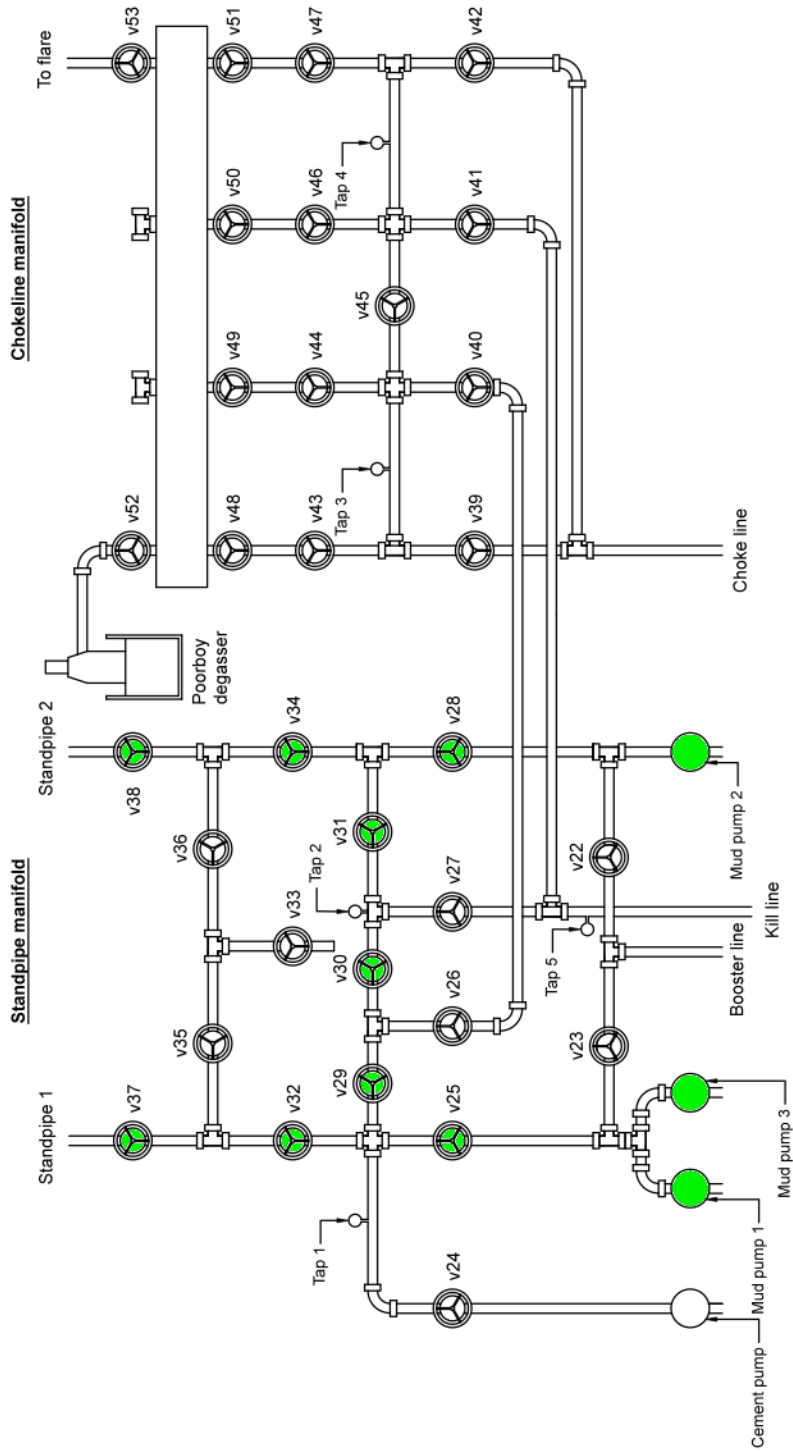 Standpipe manifold
Chokeline manifold
Standpipe 1
Standpipe 2
To flare
v37
v38
v52
v53
Poorboy
degasser
v35
v36
v33
v48
v49
v50
v51
v32
v34
v43
v44
v46
v47
Tap 1
Tap 2
Tap 3
Tap 4
v29
v30
v31
v45
v24
v25
v26
v27
v28
v39
v40
v41
v42
Tap 5
v23
v22
Booster line
Kill line
Choke line
Cement pump
Mud pump 1
Mud pump 3
Mud pump 2